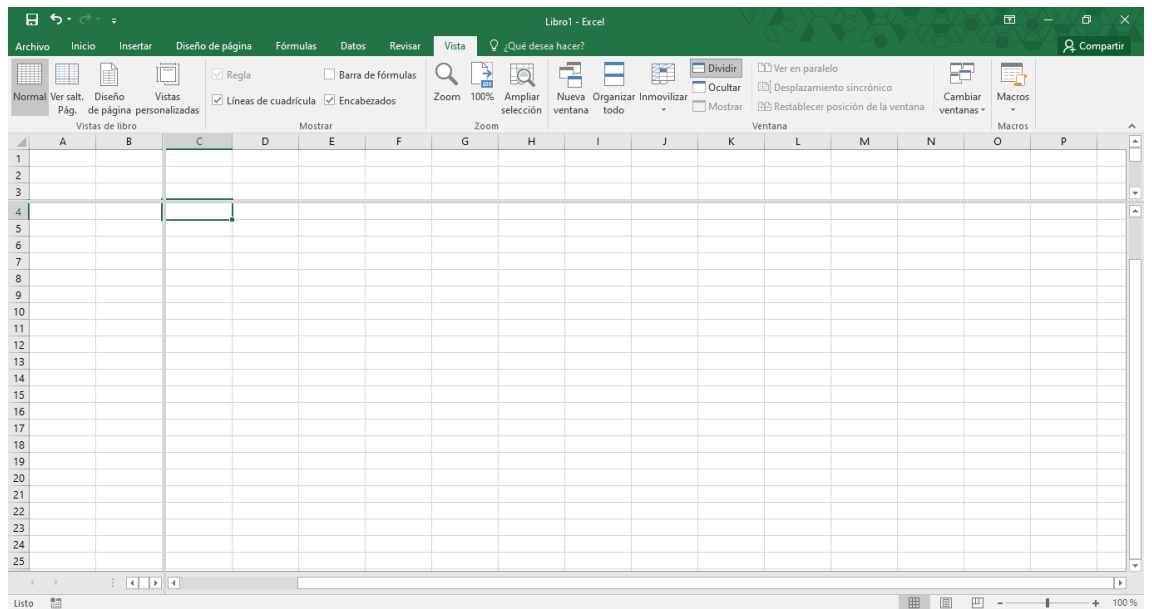 Libro1 - Excel
Archivo Inicio Insertar Diseño de página Fórmulas Datos Revisar Vista ¿Qué desea hacer? Compartir
Normal Ver salt. Pág. Diseño de página Vistas personalizadas
Vistas de libro
Regla Barra de fórmulas
Líneas de cuadrícula Encabezados
Mostrar
Zoom 100% Ampliar selección
Zoom
Nueva ventana Organizar todo Inmovilizar
Dividir
Ocultar
Mostrar
Ver en paralelo
Desplazamiento sincrónico
Restablecer posición de la ventana
Cambiar ventanas
Ventana
Macros
Macros
A B C D E F G H I J K L M N O P
1
2
3
4
5
6
7
8
9
10
11
12
13
14
15
16
17
18
19
20
21
22
23
24
25
Listo 100 %